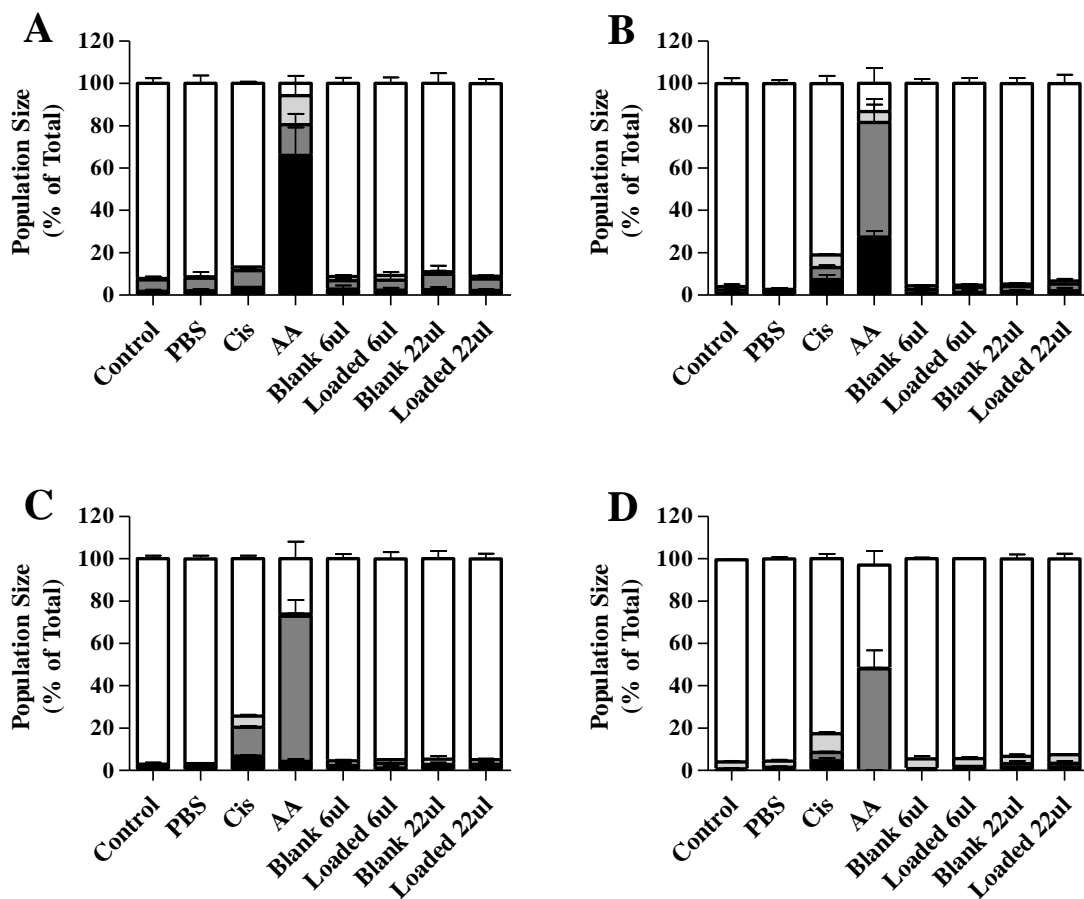 A
Population Size
(% of Total)
120
100
80
60
40
20
0
Control
PBS
Cis
AA
Blank 6ul
Loaded 6ul
Blank 22ul
Loaded 22ul
B
Population Size
(% of Total)
120
100
80
60
40
20
0
Control
PBS
Cis
AA
Blank 6ul
Loaded 6ul
Blank 22ul
Loaded 22ul
C
Population Size
(% of Total)
120
100
80
60
40
20
0
Control
PBS
Cis
AA
Blank 6ul
Loaded 6ul
Blank 22ul
Loaded 22ul
D
Population Size
(% of Total)
120
100
80
60
40
20
0
Control
PBS
Cis
AA
Blank 6ul
Loaded 6ul
Blank 22ul
Loaded 22ul